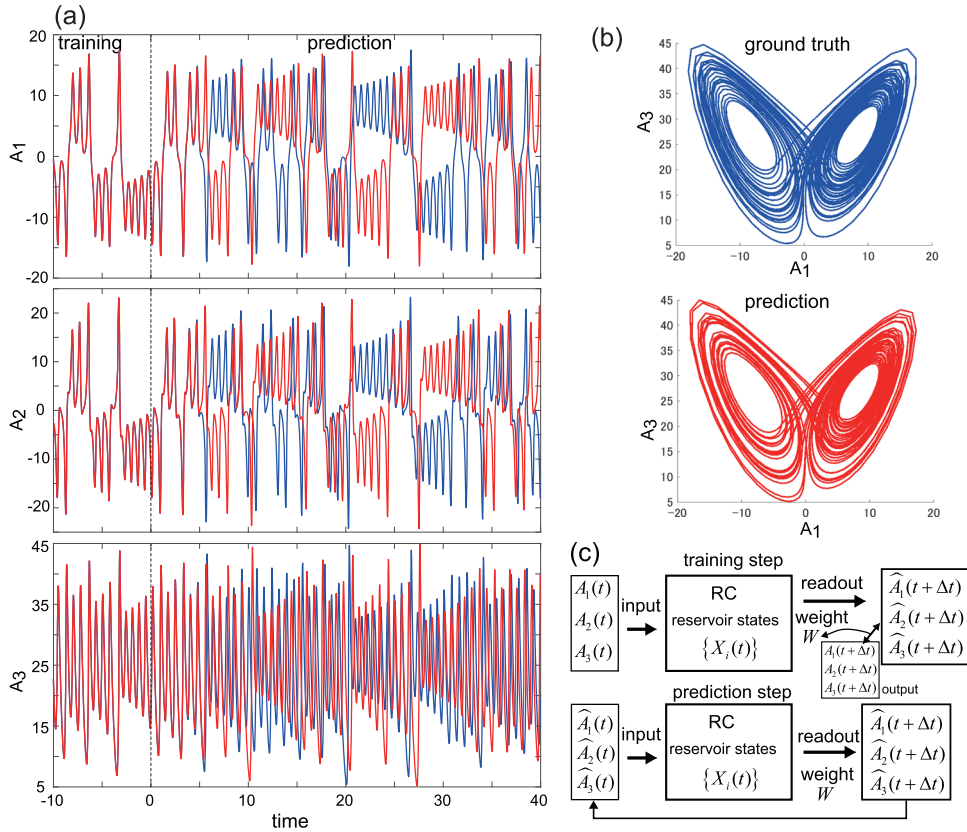 (a)
training
prediction
20
10
0
-10
-20
A1
20
10
0
-10
-20
A2
45
35
25
15
5
A3
-10
0
10
20
30
40
time
(b)
ground truth
45
40
35
30
25
20
15
10
5
A3
-20
-10
0
10
20
A1
prediction
45
40
35
30
25
20
15
10
5
A3
-20
-10
0
10
20
A1
(c)
training step
A1(t)
A2(t)
A3(t)
input
RC
reservoir states
{Xi(t)}
readout
weight
W
Â1(t + Δt)
Â2(t + Δt)
Â3(t + Δt)
A1(t+Δt)
A2(t+Δt)
A3(t+Δt)
output
prediction step
Â1(t)
Â2(t)
Â3(t)
input
RC
reservoir states
{Xi(t)}
readout
weight
W
Â1(t + Δt)
Â2(t + Δt)
Â3(t + Δt)